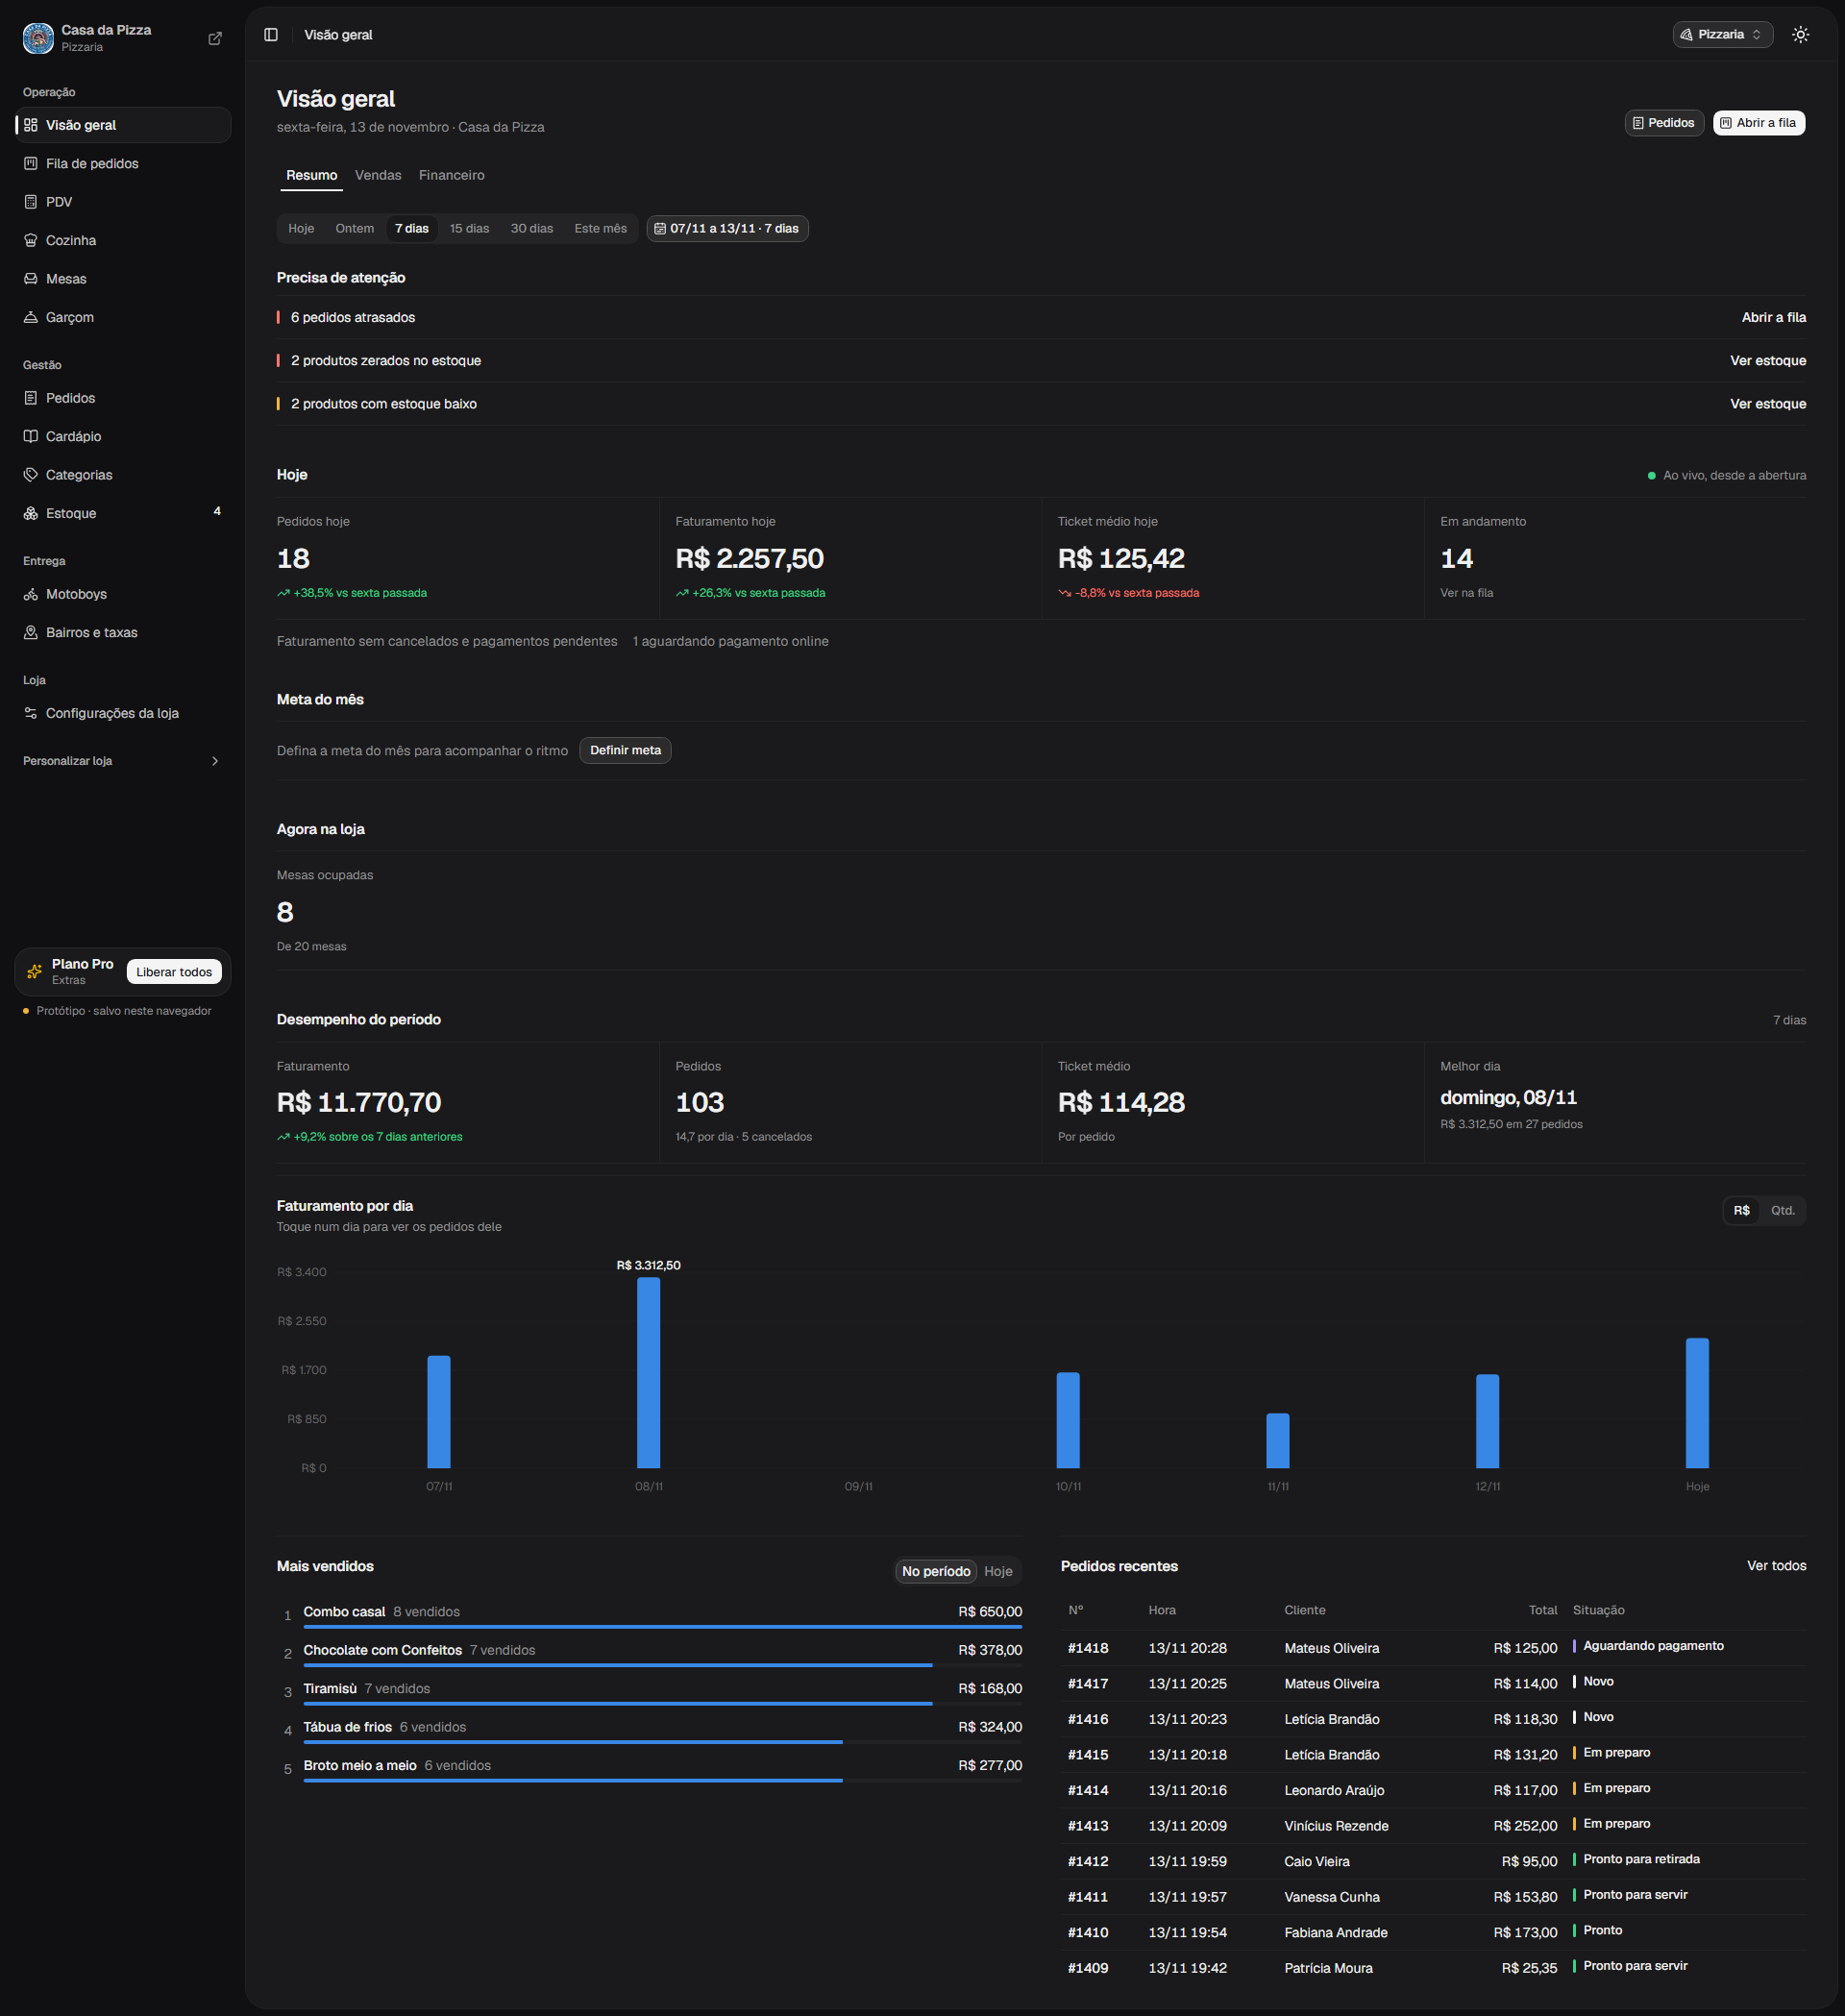 Casa da Pizza
Pizzaria
Operação
Visão geral
Fila de pedidos
PDV
Cozinha
Mesas
Garçom
Gestão
Pedidos
Cardápio
Categorias
Estoque 4
Entrega
Motoboys
Bairros e taxas
Loja
Configurações da loja
Personalizar loja
Plano Pro
Extras
Liberar todos
Protótipo · salvo neste navegador
Visão geral
Pizzaria
Visão geral
sexta-feira, 13 de novembro · Casa da Pizza
Pedidos
Abrir a fila
Resumo Vendas Financeiro
Hoje Ontem 7 dias 15 dias 30 dias Este mês 07/11 a 13/11 · 7 dias
Precisa de atenção
6 pedidos atrasados Abrir a fila
2 produtos zerados no estoque Ver estoque
2 produtos com estoque baixo Ver estoque
Hoje Ao vivo, desde a abertura
Pedidos hoje Faturamento hoje Ticket médio hoje Em andamento
18 R$ 2.257,50 R$ 125,42 14
+38,5% vs sexta passada +26,3% vs sexta passada -8,8% vs sexta passada Ver na fila
Faturamento sem cancelados e pagamentos pendentes 1 aguardando pagamento online
Meta do mês
Defina a meta do mês para acompanhar o ritmo Definir meta
Agora na loja
Mesas ocupadas
8
De 20 mesas
Desempenho do período 7 dias
Faturamento Pedidos Ticket médio Melhor dia
R$ 11.770,70 103 R$ 114,28 domingo, 08/11
+9,2% sobre os 7 dias anteriores 14,7 por dia · 5 cancelados Por pedido R$ 3.312,50 em 27 pedidos
Faturamento por dia
Toque num dia para ver os pedidos dele
R$ Qtd.
R$ 3.312,50
R$ 3.400
R$ 2.550
R$ 1.700
R$ 850
R$ 0
07/11 08/11 09/11 10/11 11/11 12/11 Hoje
Mais vendidos No período Hoje
1 Combo casal 8 vendidos R$ 650,00
2 Chocolate com Confeitos 7 vendidos R$ 378,00
3 Tiramisù 7 vendidos R$ 168,00
4 Tábua de frios 6 vendidos R$ 324,00
5 Broto meio a meio 6 vendidos R$ 277,00
Pedidos recentes Ver todos
Nº Hora Cliente Total Situação
#1418 13/11 20:28 Mateus Oliveira R$ 125,00 Aguardando pagamento
#1417 13/11 20:25 Mateus Oliveira R$ 114,00 Novo
#1416 13/11 20:23 Letícia Brandão R$ 118,30 Novo
#1415 13/11 20:18 Letícia Brandão R$ 131,20 Em preparo
#1414 13/11 20:16 Leonardo Araújo R$ 117,00 Em preparo
#1413 13/11 20:09 Vinícius Rezende R$ 252,00 Em preparo
#1412 13/11 19:59 Caio Vieira R$ 95,00 Pronto para retirada
#1411 13/11 19:57 Vanessa Cunha R$ 153,80 Pronto para servir
#1410 13/11 19:54 Fabiana Andrade R$ 173,00 Pronto
#1409 13/11 19:42 Patrícia Moura R$ 25,35 Pronto para servir